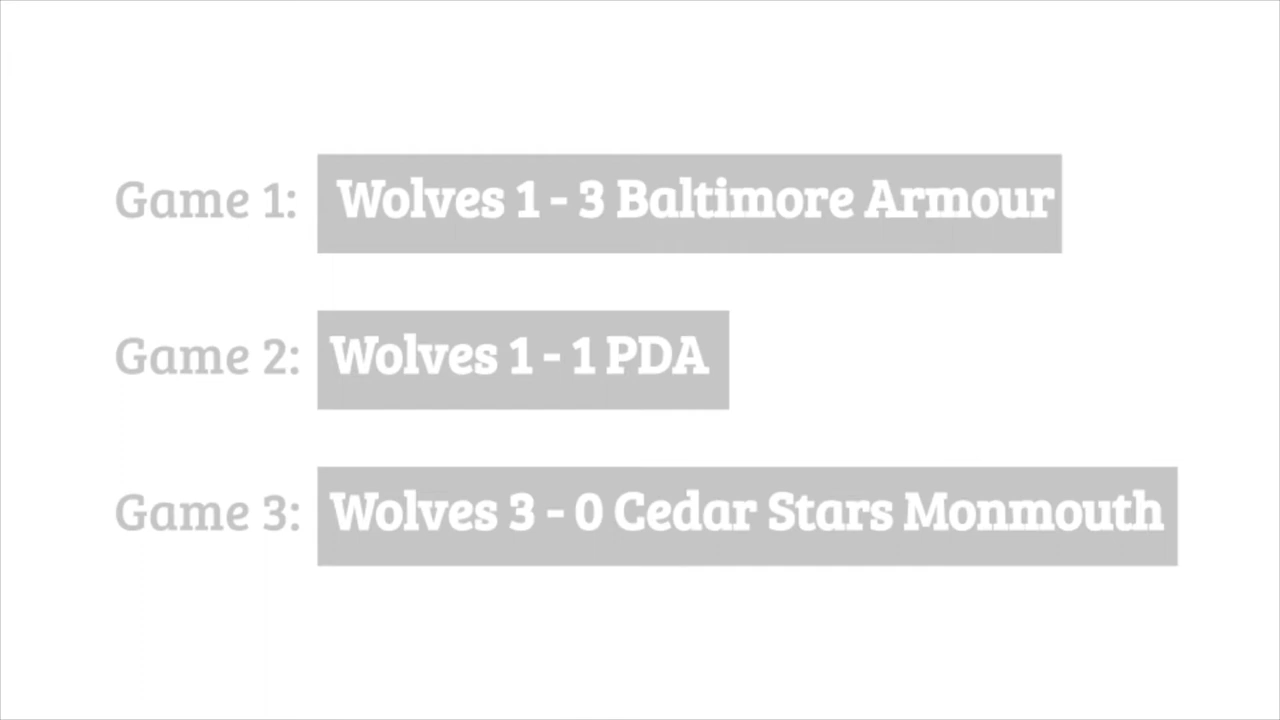 Game 1: Wolves 1 - 3 Baltimore Armour
Game 2: Wolves 1 - 1 PDA
Game 3: Wolves 3 - 0 Cedar Stars Monmouth